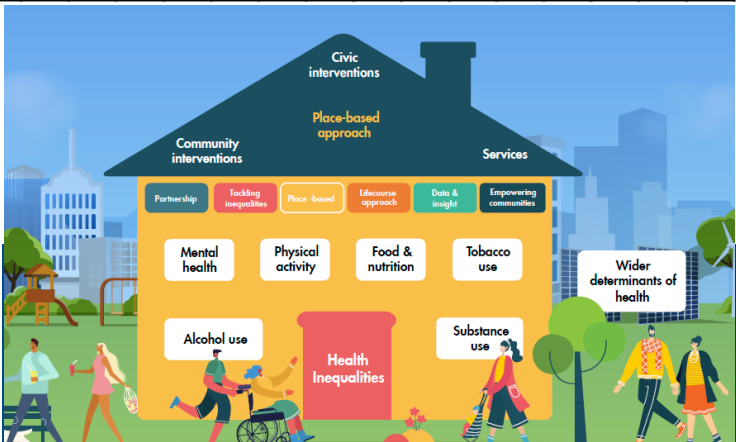 Civic
interventions
Place-based
approach
Community
interventions
Services
Partnership
Tackling
inequalities
Place -based
Lifecourse
approach
Data &
insight
Empowering
communities
Mental
health
Physical
activity
Food &
nutrition
Tobacco
use
Wider
determinants of
health
Alcohol use
Substance
use
Health
Inequalities